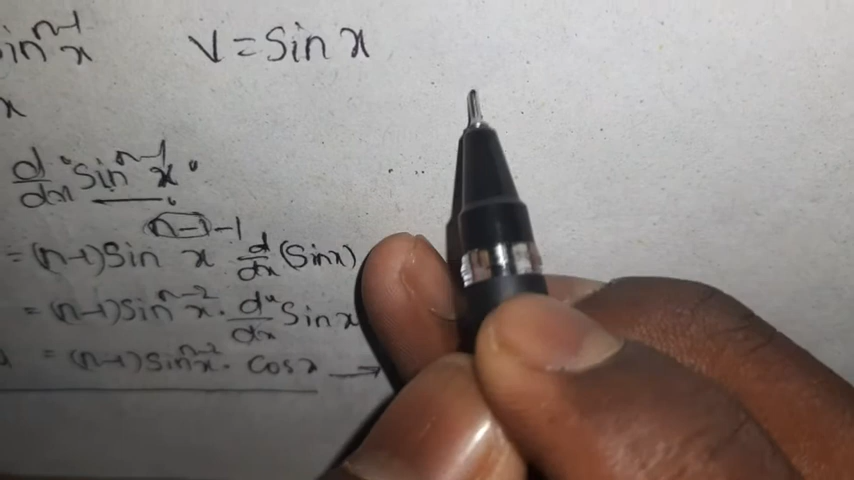 sin^{n-1} x    V = Sin x
x
d/dx Sin^{n-1} x
= (n-1) Sin^{(n-1)-1} x d/dx (Sin x)
= (n-1) Sin^{n-2} x · d/dx Sin x
= (n-1) Sin^{n-2} x · Cos x →